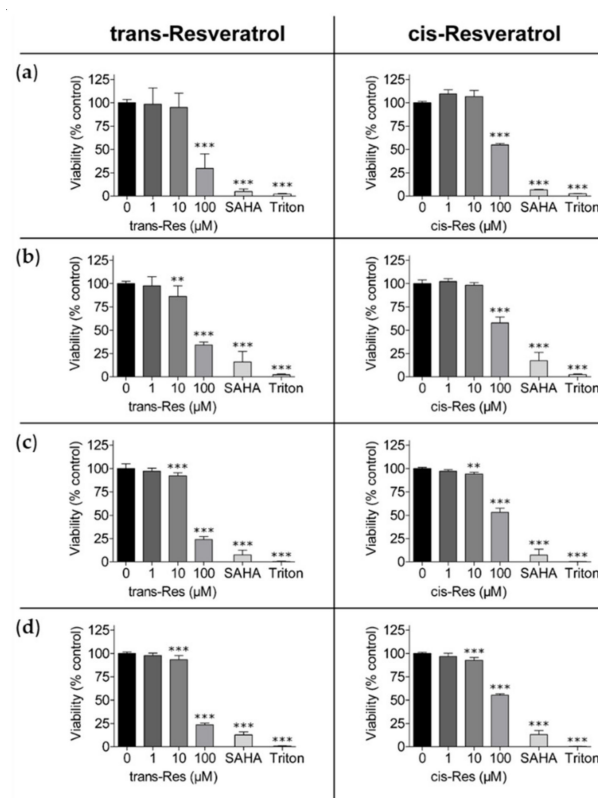 trans-Resveratrol
cis-Resveratrol
(a)
Viability (% control)
125
100
75
50
25
0
***
***
***
0 1 10 100 SAHA Triton
trans-Res (µM)
Viability (% control)
125
100
75
50
25
0
***
***
***
0 1 10 100 SAHA Triton
cis-Res (µM)
(b)
Viability (% control)
125
100
75
50
25
0
**
***
***
***
0 1 10 100 SAHA Triton
trans-Res (µM)
Viability (% control)
125
100
75
50
25
0
***
***
***
0 1 10 100 SAHA Triton
cis-Res (µM)
(c)
Viability (% control)
125
100
75
50
25
0
***
***
***
***
0 1 10 100 SAHA Triton
trans-Res (µM)
Viability (% control)
125
100
75
50
25
0
**
***
***
***
0 1 10 100 SAHA Triton
cis-Res (µM)
(d)
Viability (% control)
125
100
75
50
25
0
***
***
***
***
0 1 10 100 SAHA Triton
trans-Res (µM)
Viability (% control)
125
100
75
50
25
0
***
***
***
***
0 1 10 100 SAHA Triton
cis-Res (µM)